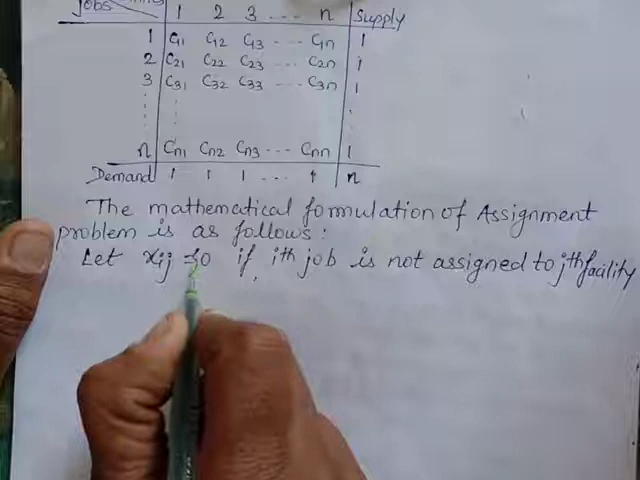 Jobs 1 2 3 .... n Supply
1 C11 C12 C13 ... C1n 1
2 C21 C22 C23 ... C2n 1
3 C31 C32 C33 ... C3n 1
n Cn1 Cn2 Cn3 ... Cnn 1
Demand 1 1 1 ... 1 n
The mathematical formulation of Assignment
problem is as follows:
Let xij = {0 if ith job is not assigned to jth facility